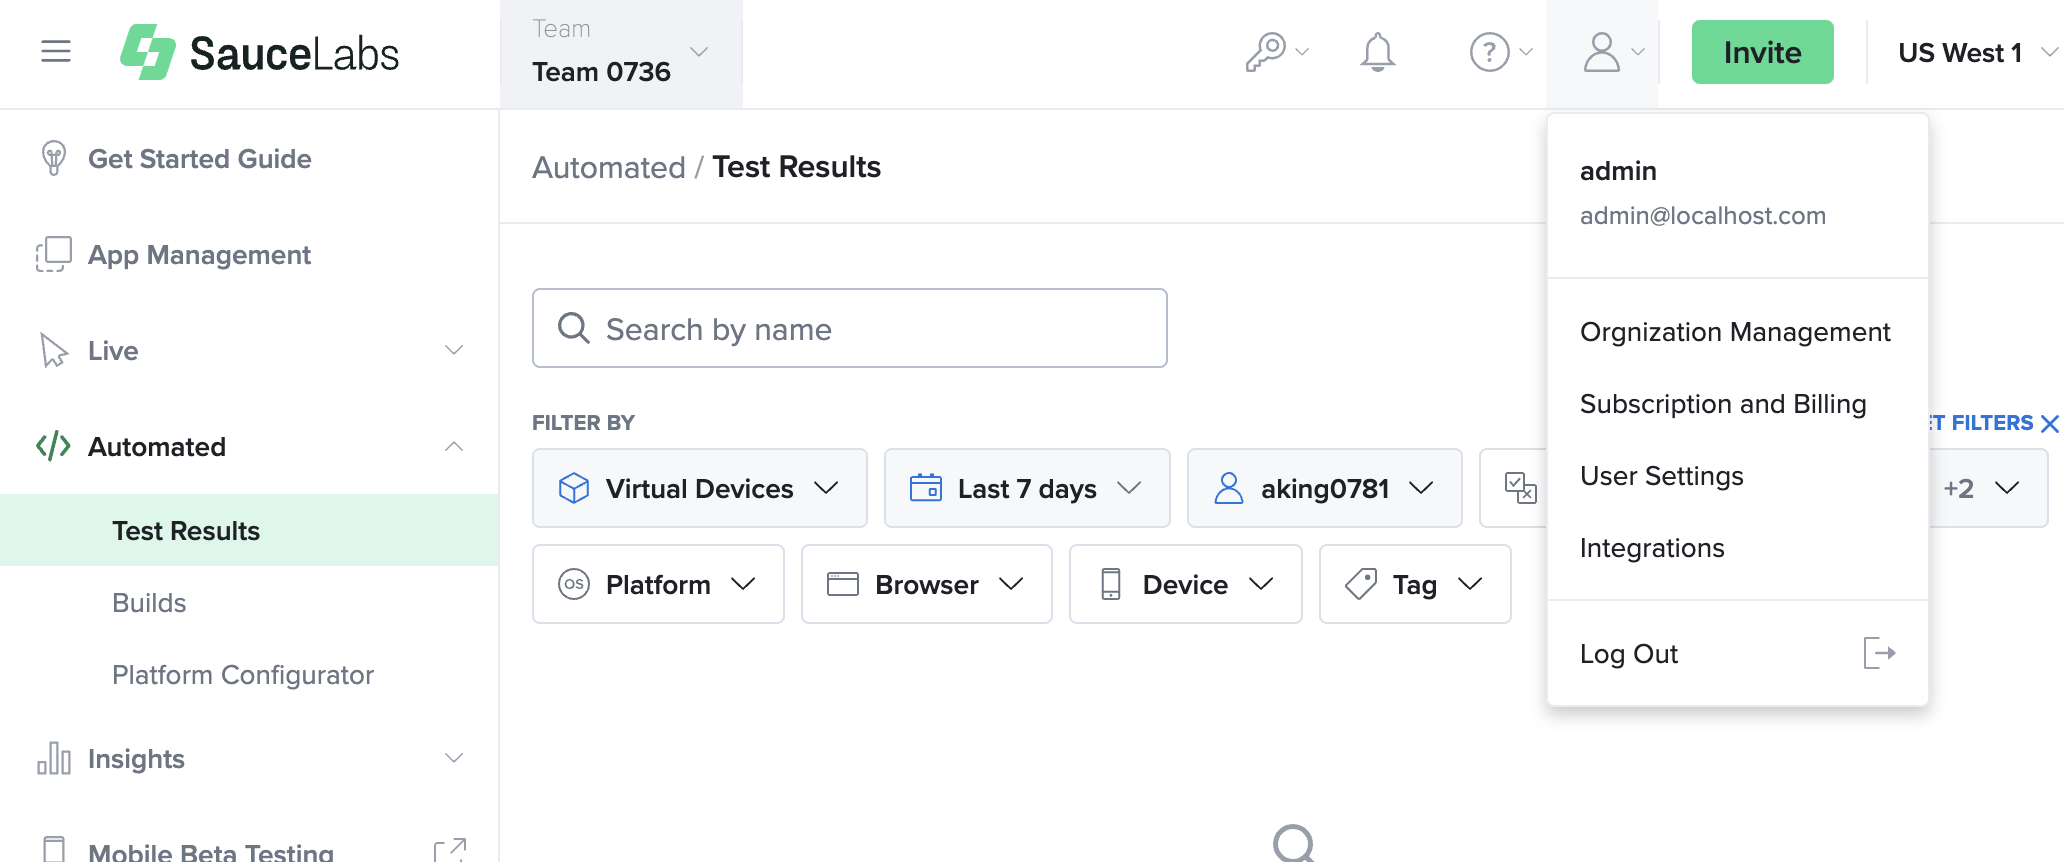 SauceLabs
Team
Team 0736
?
Invite
US West 1
Get Started Guide
App Management
Live
Automated
Test Results
Builds
Platform Configurator
Insights
Mobile Beta Testing
Automated / Test Results
Search by name
FILTER BY
FILTERS
Virtual Devices
Last 7 days
aking0781
+2
OS Platform
Browser
Device
Tag
admin
admin@localhost.com
Orgnization Management
Subscription and Billing
User Settings
Integrations
Log Out